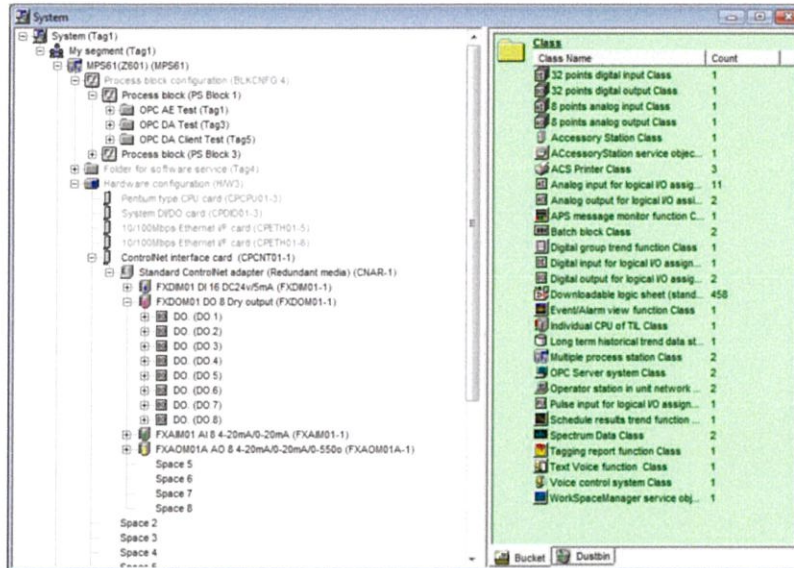 System
System (Tag1)
My segment (Tag1)
MPS61(Z601) (MPS61)
Process block configuration (BLKCNFG 4)
Process block (PS Block 1)
OPC AE Test (Tag1)
OPC DA Test (Tag3)
OPC DA Client Test (Tag5)
Process block (PS Block 3)
Folder for software service (Tag4)
Hardware configuration (H/W3)
Pentium type CPU card (CPCPU01-3)
System DI/DO card (CPDIO01-3)
10/100Mbps Ethernet I/F card (CPETH01-5)
10/100Mbps Ethernet I/F card (CPETH01-6)
ControlNet interface card (CPCNT01-1)
Standard ControlNet adapter (Redundant media) (CNAR-1)
FXDIM01 DI 16 DC24v/5mA (FXDIM01-1)
FXDOM01 DO 8 Dry output (FXDOM01-1)
DO. (DO 1)
DO. (DO 2)
DO. (DO 3)
DO. (DO 4)
DO. (DO 5)
DO. (DO 6)
DO. (DO 7)
DO. (DO 8)
FXAIM01 AI 8 4-20mA/0-20mA (FXAIM01-1)
FXAOM01A AO 8 4-20mA/0-20mA/0-550o (FXAOM01A-1)
Space 5
Space 6
Space 7
Space 8
Space 2
Space 3
Space 4
Class
Class Name Count
32 points digital input Class 1
32 points digital output Class 1
8 points analog input Class 1
8 points analog output Class 1
Accessory Station Class 1
ACcessoryStation service objec... 1
ACS Printer Class 3
Analog input for logical I/O assig... 11
Analog output for logical I/O assi... 2
APS message monitor function C... 1
Batch block Class 2
Digital group trend function Class 1
Digital input for logical I/O assign... 1
Digital output for logical I/O assig... 2
Downloadable logic sheet (stand... 458
Event/Alarm view function Class 1
Individual CPU of TIL Class 1
Long term historical trend data st... 1
Multiple process station Class 2
OPC Server system Class 2
Operator station in unit network ... 2
Pulse input for logical I/O assign... 1
Schedule results trend function ... 1
Spectrum Data Class 2
Tagging report function Class 1
Text Voice function Class 1
Voice control system Class 1
WorkSpaceManager service obj... 1
Bucket Dustbin